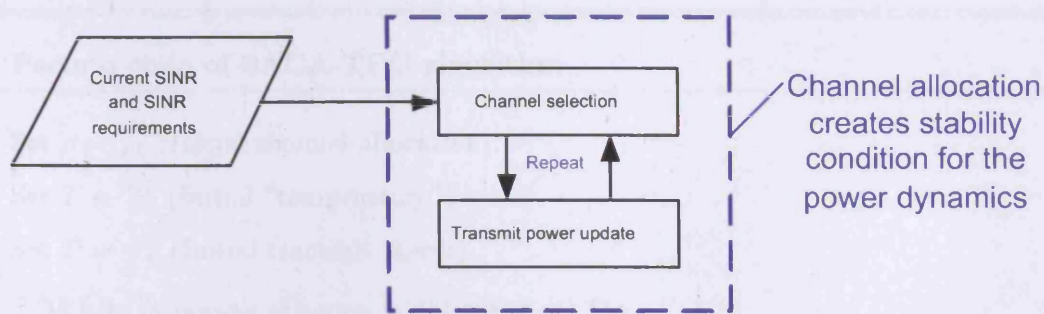 Current SINR
and SINR
requirements
Channel selection
Repeat
Transmit power update
Channel allocation
creates stability
condition for the
power dynamics